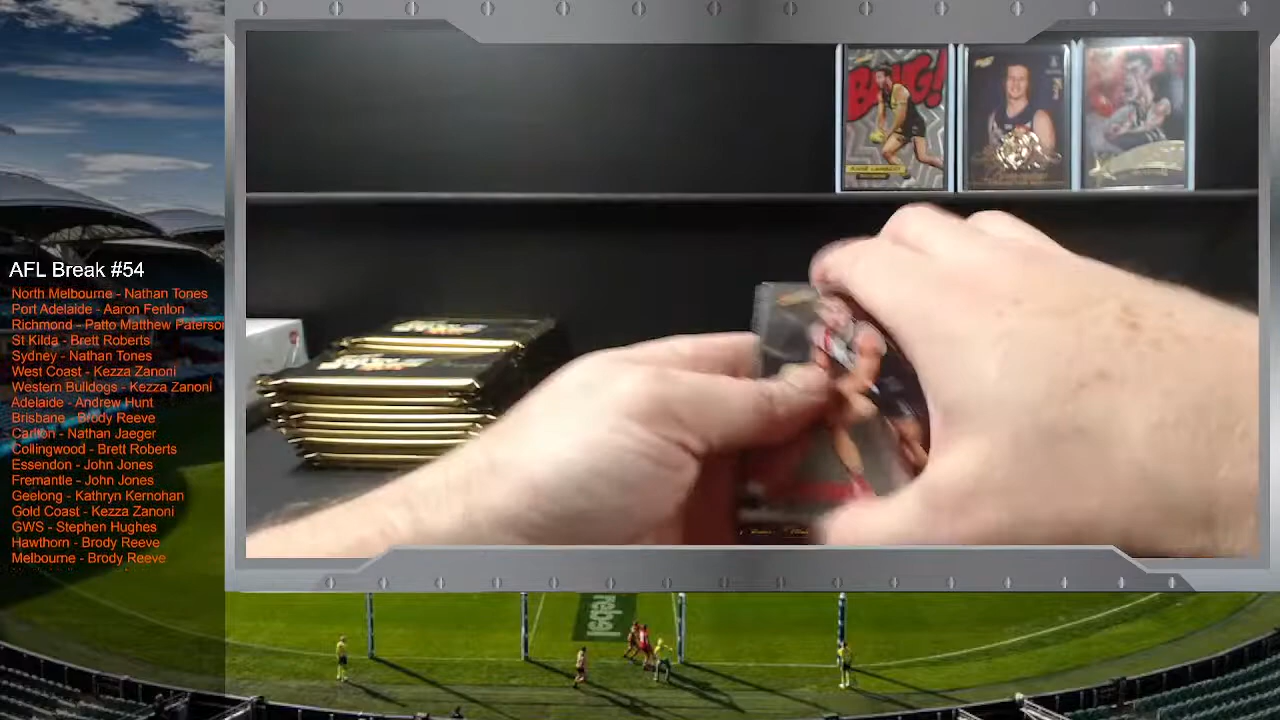 AFL Break #54
North Melbourne - Nathan Tones
Port Adelaide - Aaron Fenlon
Richmond - Patto Matthew Paterson
St Kilda - Brett Roberts
Sydney - Nathan Tones
West Coast - Kezza Zanoni
Western Bulldogs - Kezza Zanoni
Adelaide - Andrew Hunt
Brisbane - Brody Reeve
Carlton - Nathan Jaeger
Collingwood - Brett Roberts
Essendon - John Jones
Fremantle - John Jones
Geelong - Kathryn Kernohan
Gold Coast - Kezza Zanoni
GWS - Stephen Hughes
Hawthorn - Brody Reeve
Melbourne - Brody Reeve
BANG!
rebel